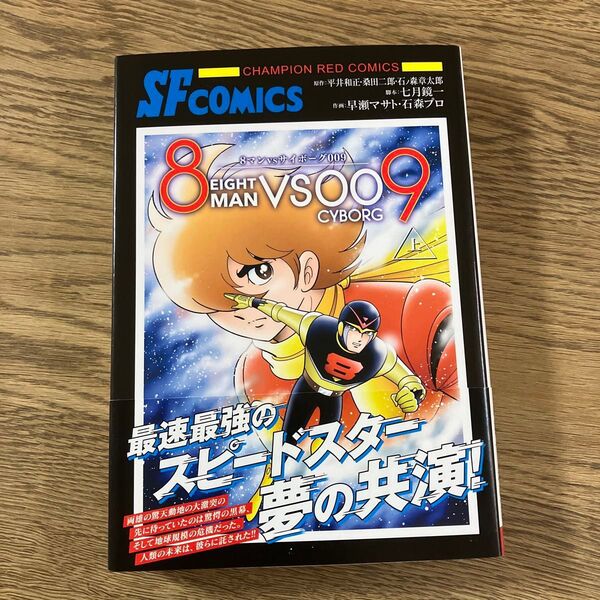 CHAMPION RED COMICS
SF COMICS
原作：平井和正・桑田二郎・石ノ森章太郎
脚本：七月鏡一
作画：早瀬マサト・石森プロ
8マンvsサイボーグ009
8 EIGHT MAN VS 009 CYBORG
上
8
最速最強の
スピードスター
夢の共演!
両雄の驚天動地の大激突の
先に待っていたのは驚愕の黒幕、
そして地球規模の危機だった。
人類の未来は、彼らに託された!!